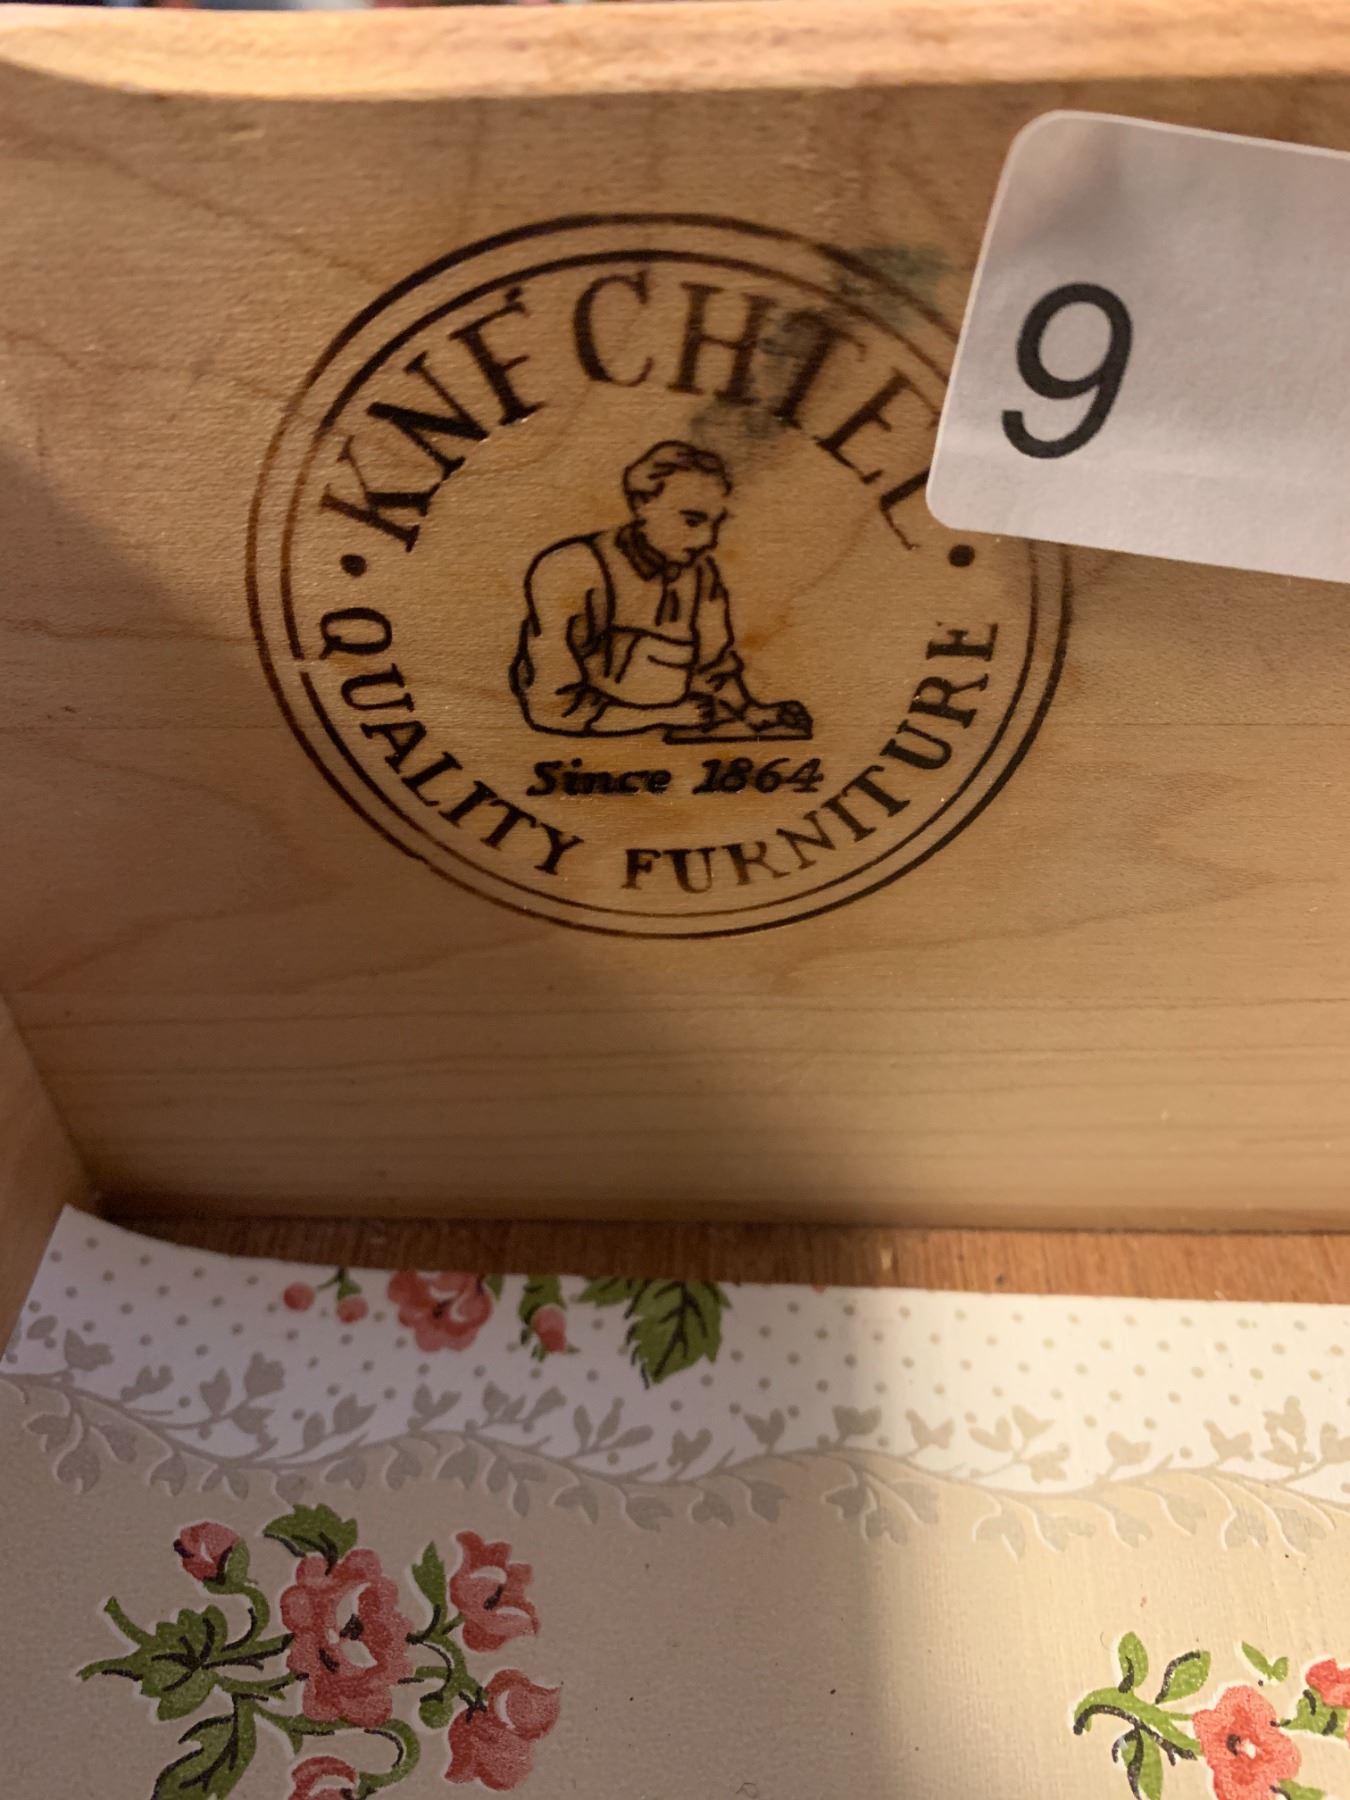 KNECHTEL
9
Since 1864
QUALITY FURNITURE